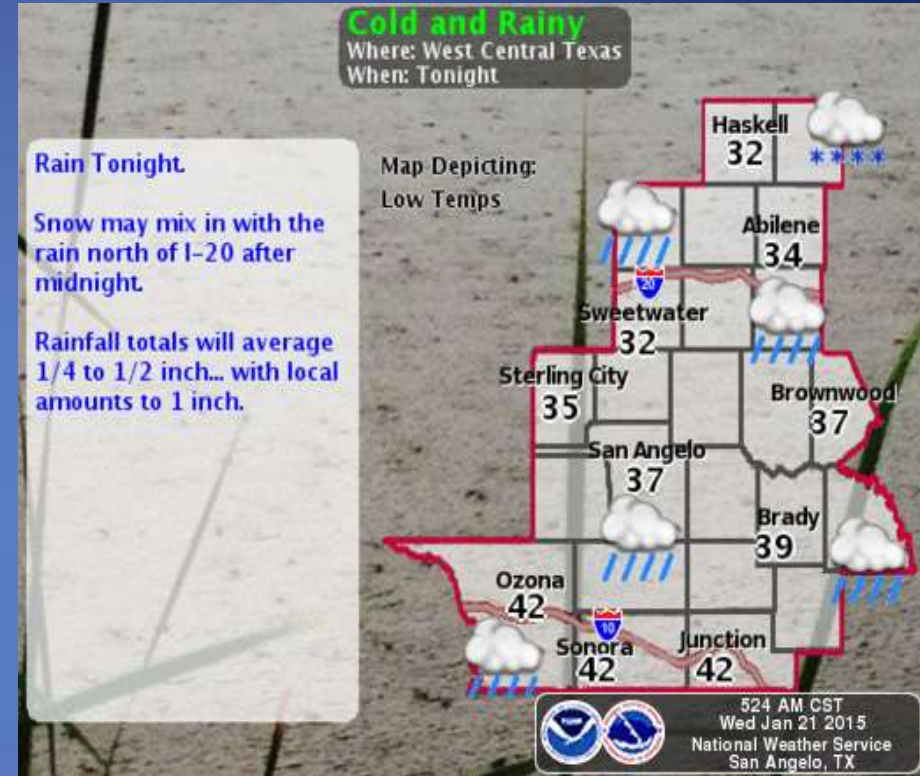 Cold and Rainy
Where: West Central Texas
When: Tonight
Rain Tonight.
Snow may mix in with the
rain north of I-20 after
midnight.
Rainfall totals will average
1/4 to 1/2 inch... with local
amounts to 1 inch.
Map Depicting:
Low Temps
Haskell
32
Abilene
34
20
Sweetwater
32
Sterling City
35
Brownwood
37
San Angelo
37
Brady
39
Ozona
42
10
Sonora
42
Junction
42
524 AM CST
Wed Jan 21 2015
National Weather Service
San Angelo, TX